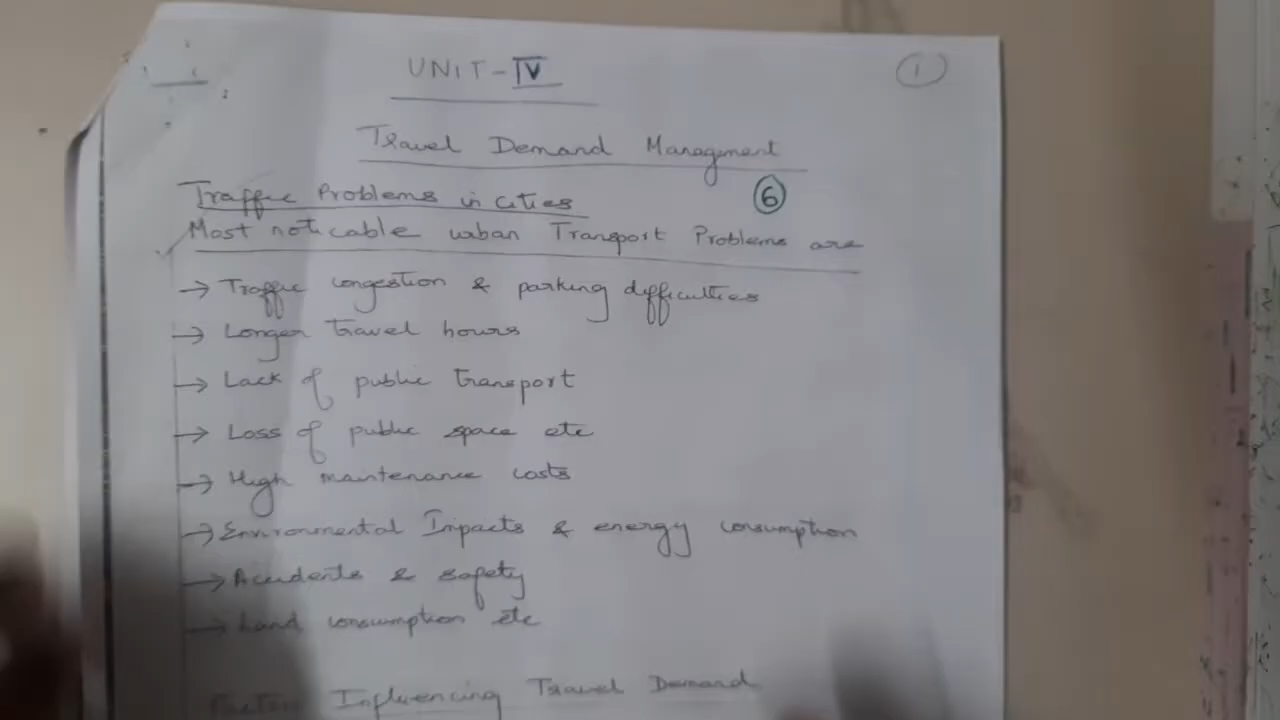 UNIT-IV
1
Travel Demand Management
Traffic Problems in cities
6
Most noticable urban Transport Problems are
→ Traffic congestion & parking difficulties
→ Longer travel hours
→ Lack of public transport
→ Loss of public space etc
→ High maintenance costs
→ Environmental Impacts & energy consumption
→ Accidents & safety
→ Land consumption etc
Factors Influencing Travel Demand